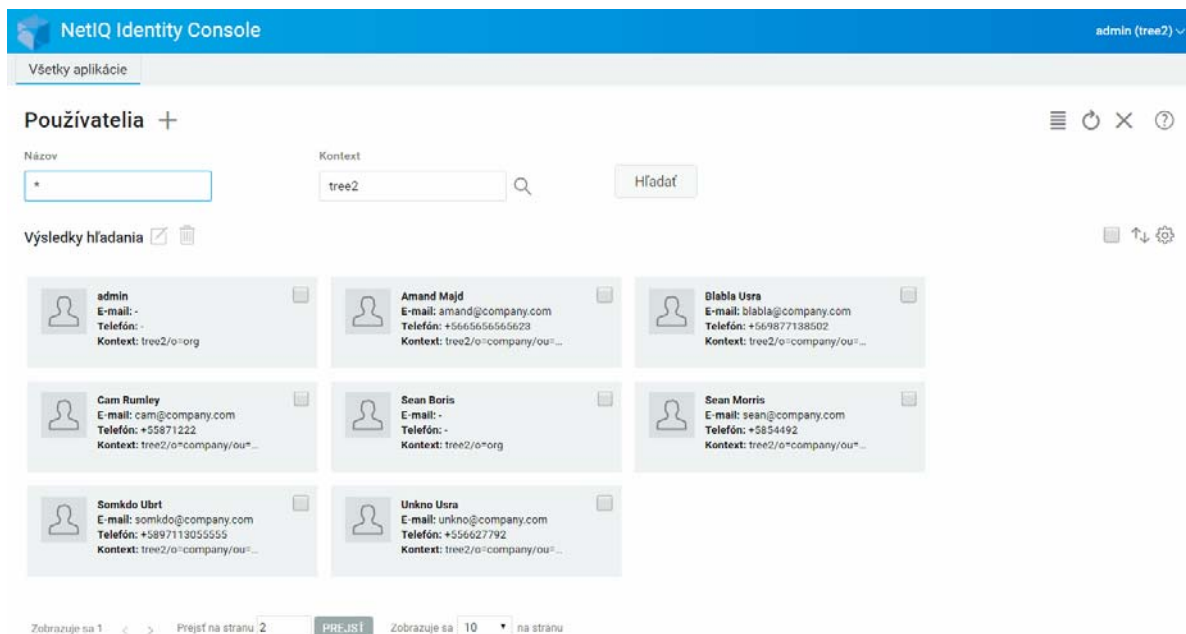 NetIQ Identity Console
admin (tree2)
Všetky aplikácie
Používatelia
Názov
Kontext
*
tree2
Hľadať
Výsledky hľadania
admin
E-mail: -
Telefón: -
Kontext: tree2/o=org
Amand Majd
E-mail: amand@company.com
Telefón: +5665656565623
Kontext: tree2/o=company/ou=...
Blabla Usra
E-mail: blabla@company.com
Telefón: +569877138502
Kontext: tree2/o=company/ou=...
Cam Rumley
E-mail: cam@company.com
Telefón: +55871222
Kontext: tree2/o=company/ou=...
Sean Boris
E-mail: -
Telefón: -
Kontext: tree2/o=org
Sean Morris
E-mail: sean@company.com
Telefón: +5854492
Kontext: tree2/o=company/ou=...
Somkdo Ubrt
E-mail: somkdo@company.com
Telefón: +5897113055555
Kontext: tree2/o=company/ou=...
Unkno Usra
E-mail: unkno@company.com
Telefón: +556627792
Kontext: tree2/o=company/ou=...
Zobrazuje sa 1 < > Prejsť na stranu 2 PREJSŤ Zobrazuje sa 10 na stranu